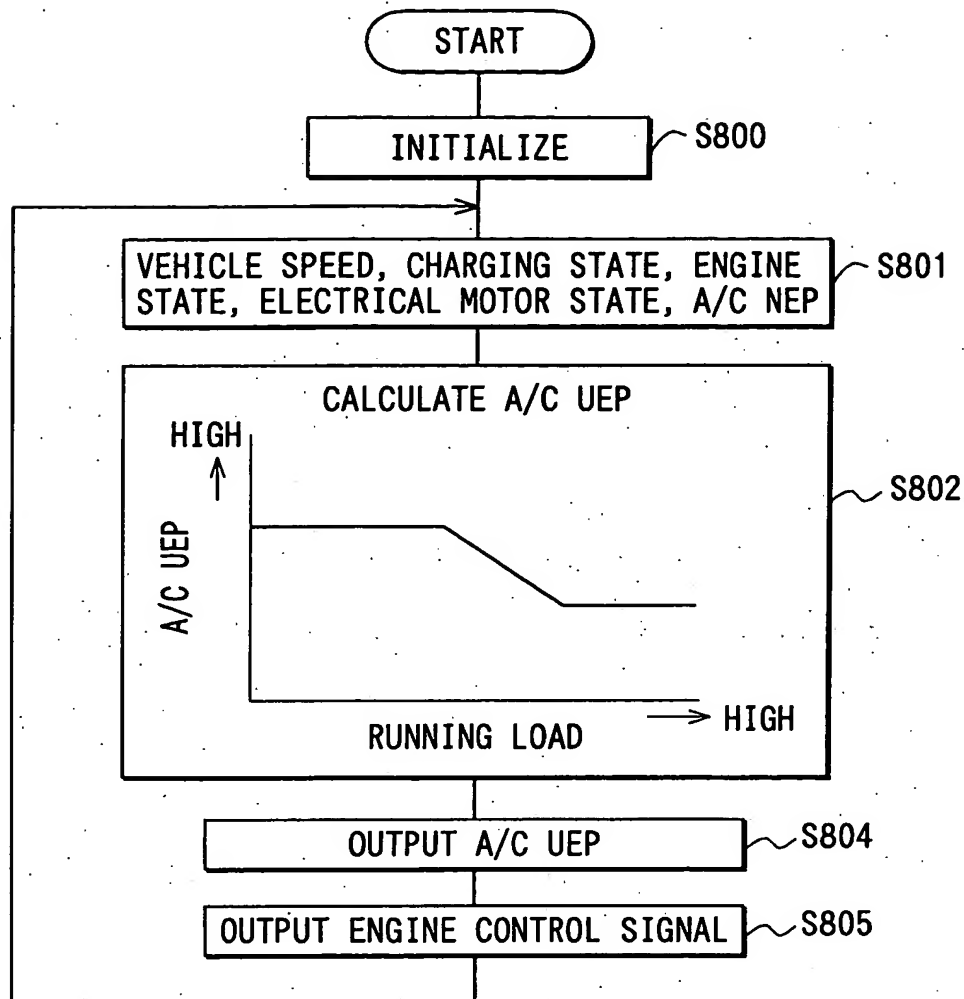 START
INITIALIZE
S800
VEHICLE SPEED, CHARGING STATE, ENGINE
STATE, ELECTRICAL MOTOR STATE, A/C NEP
S801
CALCULATE A/C UEP
HIGH
A/C UEP
S802
HIGH
RUNNING LOAD
OUTPUT A/C UEP
S804
OUTPUT ENGINE CONTROL SIGNAL
S805